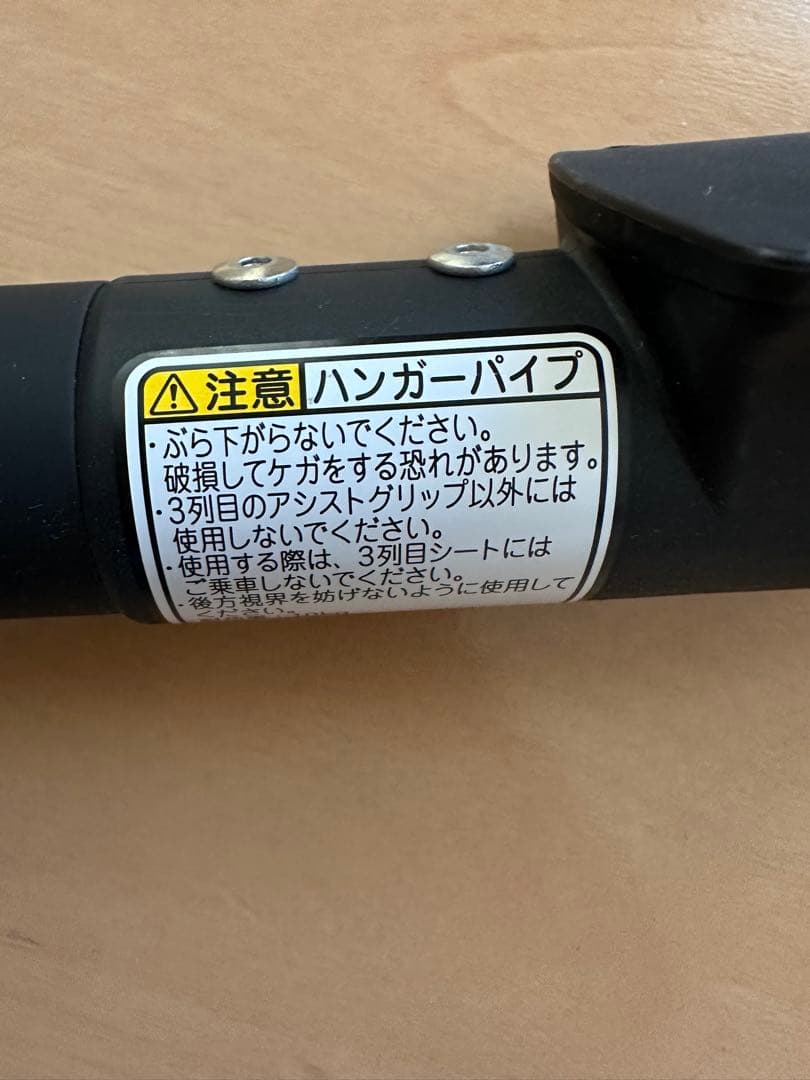 ⚠注意 ハンガーパイプ
・ぶら下がらないでください。
破損してケガをする恐れがあります。
・3列目のアシストグリップ以外には
使用しないでください。
・使用する際は、3列目シートには
ご乗車しないでください。
・後方視界を妨げないように使用して
ください。